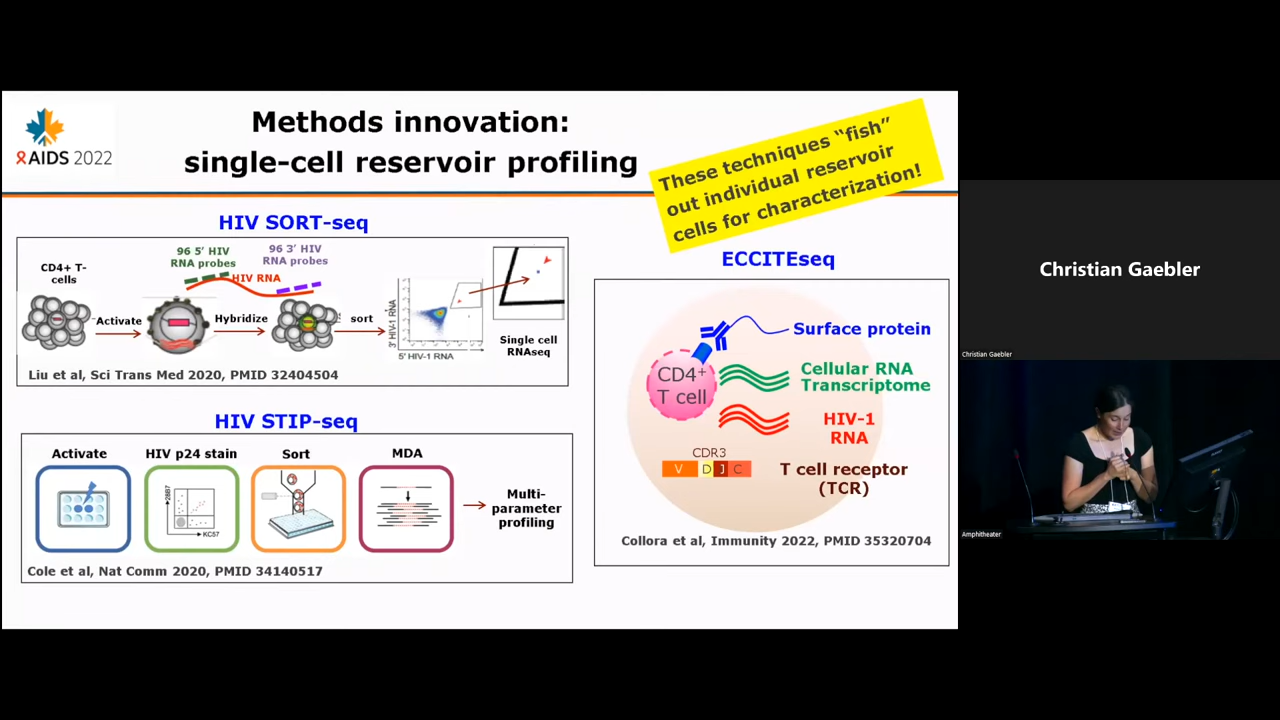 AIDS 2022
Methods innovation:
single-cell reservoir profiling
These techniques “fish”
out individual reservoir
cells for characterization!
HIV SORT-seq
CD4+ T-
cells
96 5’ HIV
RNA probes
96 3’ HIV
RNA probes
HIV RNA
Activate
Hybridize
sort
3' HIV-1 RNA
5' HIV-1 RNA
Single cell
RNAseq
Liu et al, Sci Trans Med 2020, PMID 32404504
HIV STIP-seq
Activate
HIV p24 stain
Sort
MDA
28B7
KC57
Multi-
parameter
profiling
Cole et al, Nat Comm 2020, PMID 34140517
ECCITEseq
Surface protein
CD4+
T cell
Cellular RNA
Transcriptome
HIV-1
RNA
CDR3
V D J C
T cell receptor
(TCR)
Collora et al, Immunity 2022, PMID 35320704
Christian Gaebler
Christian Gaebler
Amphitheater